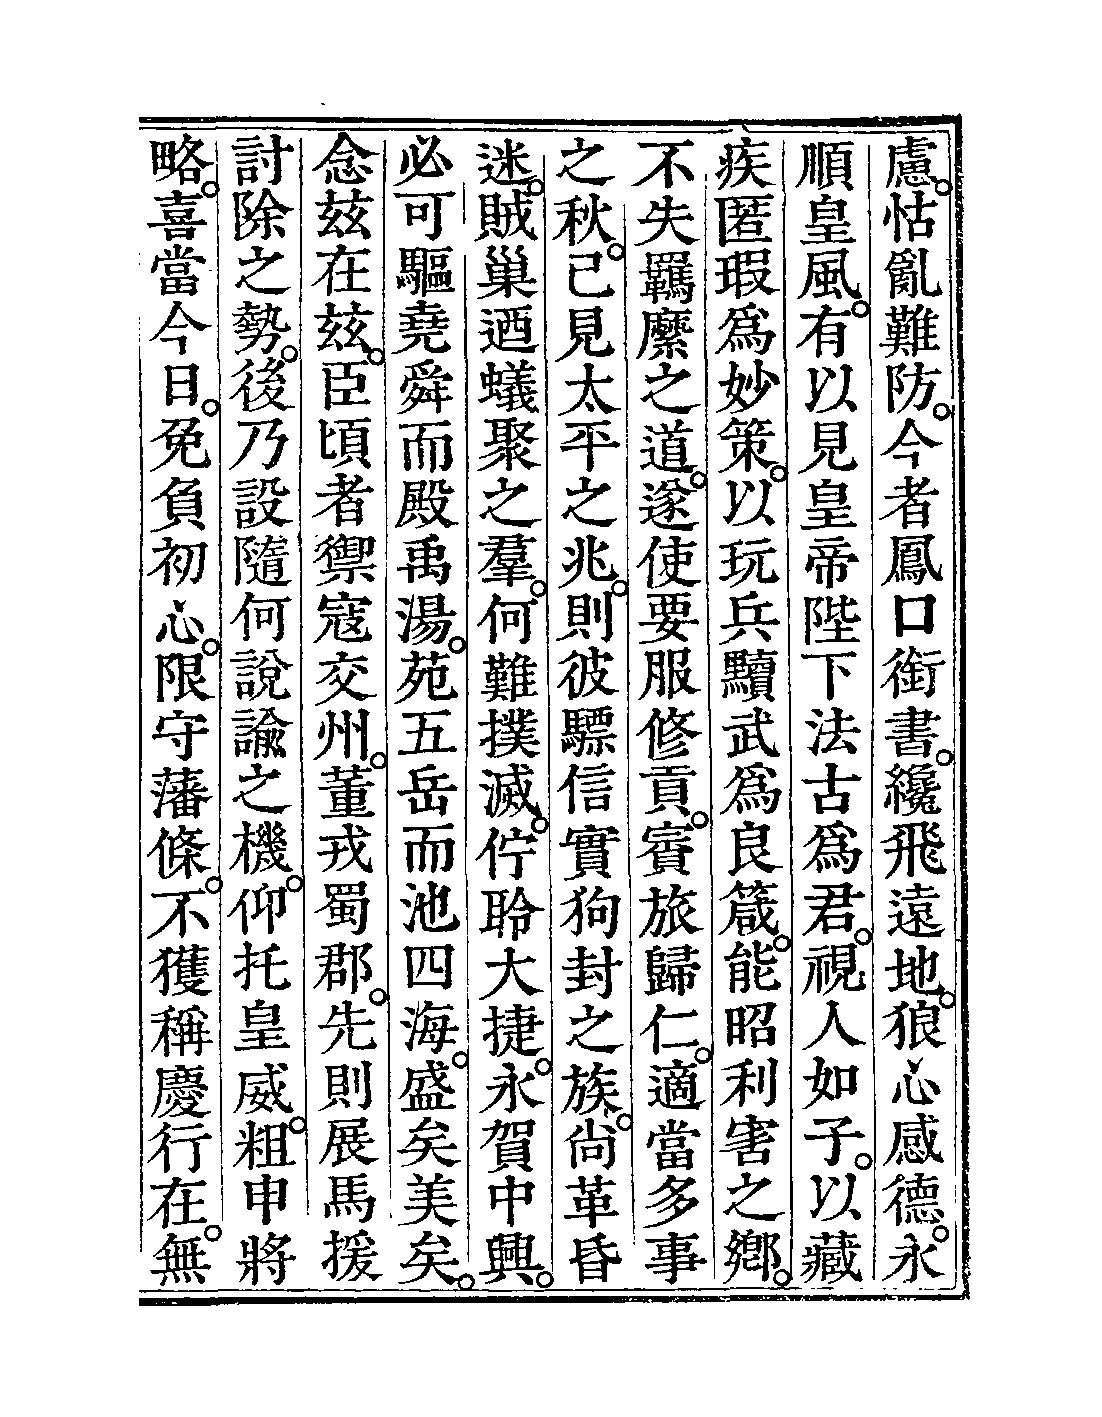 慮。怙亂難防。今者鳳口銜書。纔飛遠地。狼心感德。永
順皇風。有以見皇帝陛下法古爲君。視人如子。以藏
疾匿瑕爲妙策。以玩兵黷武爲良箴。能昭利害之鄉。
不失羈縻之道。遂使要服修貢。賓旅歸仁。適當多事
之秋。已見太平之兆。則彼驃信實狗封之族。尙革昏
迷。賊巢迺蟻聚之羣。何難撲滅。佇聆大捷。永賀中興。
必可驅堯舜而殿禹湯。苑五岳而池四海。盛矣美矣。
念兹在兹。臣頃者禦寇交州。董戎蜀郡。先則展馬援
討除之勢。後乃設隨何說諭之機。仰托皇威。粗申將
略。喜當今日。免負初心。限守藩條。不獲稱慶行在。無